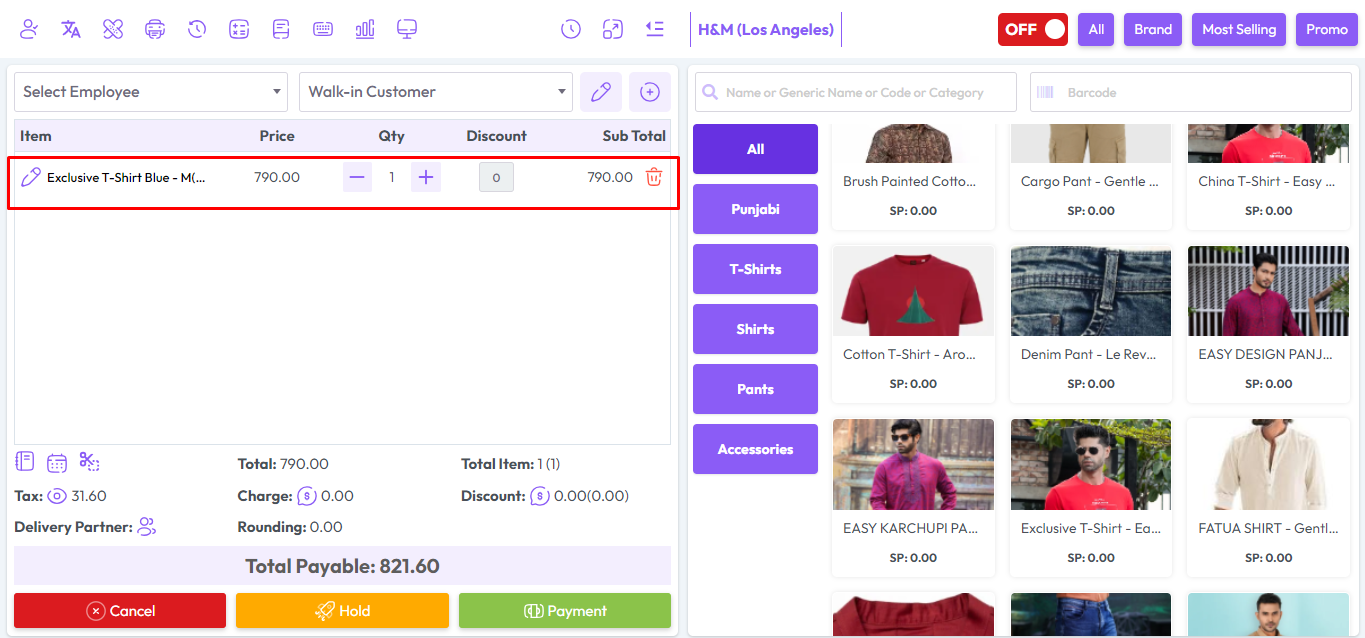 H&M (Los Angeles)
OFF
All
Brand
Most Selling
Promo
Select Employee
Walk-in Customer
Item Price Qty Discount Sub Total
Exclusive T-Shirt Blue - M(... 790.00 1 0 790.00
Total: 790.00 Total Item: 1 (1)
Tax: 31.60 Charge: 0.00 Discount: 0.00(0.00)
Delivery Partner: Rounding: 0.00
Total Payable: 821.60
Cancel
Hold
Payment
Name or Generic Name or Code or Category
Barcode
All
Punjabi
T-Shirts
Shirts
Pants
Accessories
Brush Painted Cotto...
SP: 0.00
Cargo Pant - Gentle ...
SP: 0.00
China T-Shirt - Easy ...
SP: 0.00
Cotton T-Shirt - Aro...
SP: 0.00
Denim Pant - Le Rev...
SP: 0.00
EASY DESIGN PANJ...
SP: 0.00
EASY KARCHUPI PA...
SP: 0.00
Exclusive T-Shirt - Ea...
SP: 0.00
FATUA SHIRT - Gentl...
SP: 0.00